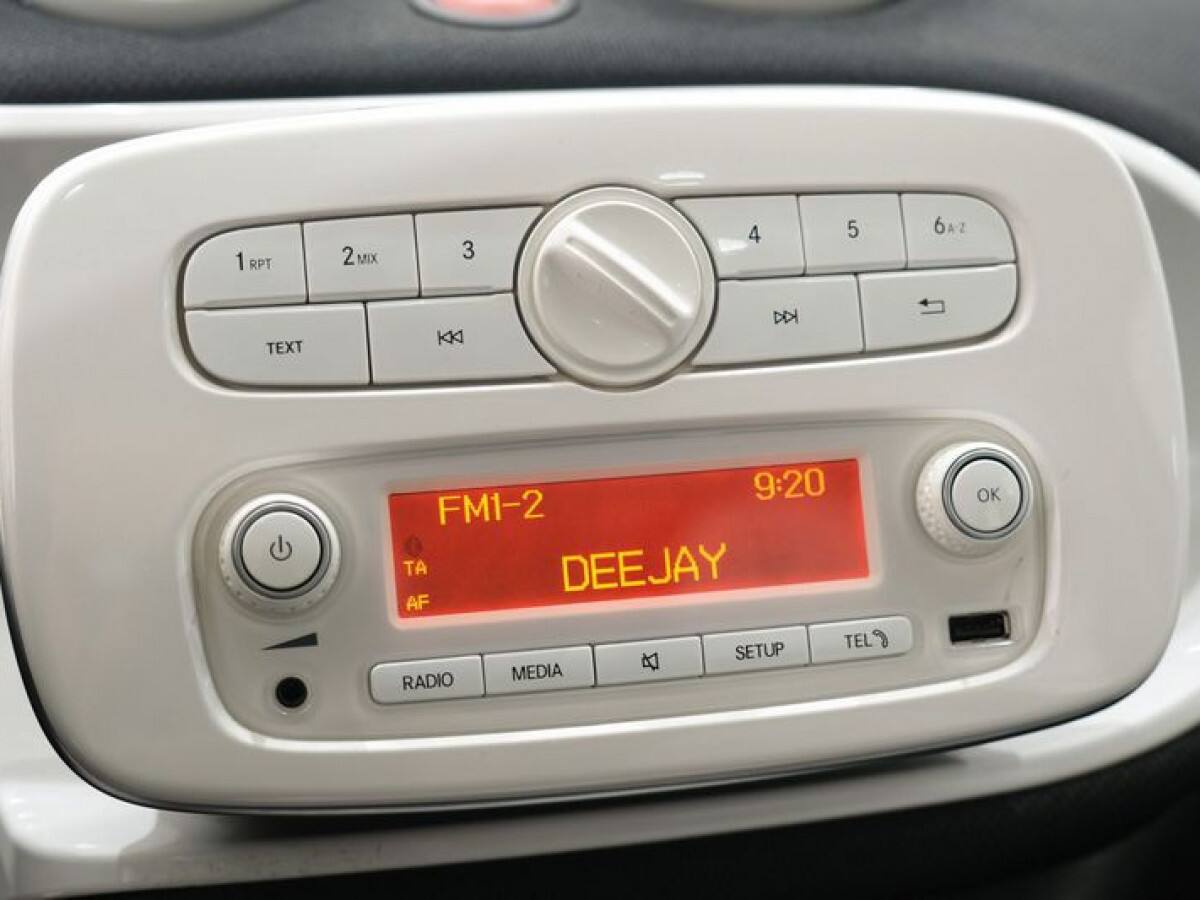 1 RPT 2 MIX 3 4 5 6 A-Z
TEXT
FM1-2 9:20
TA DEEJAY
AF
OK
RADIO MEDIA SETUP TEL